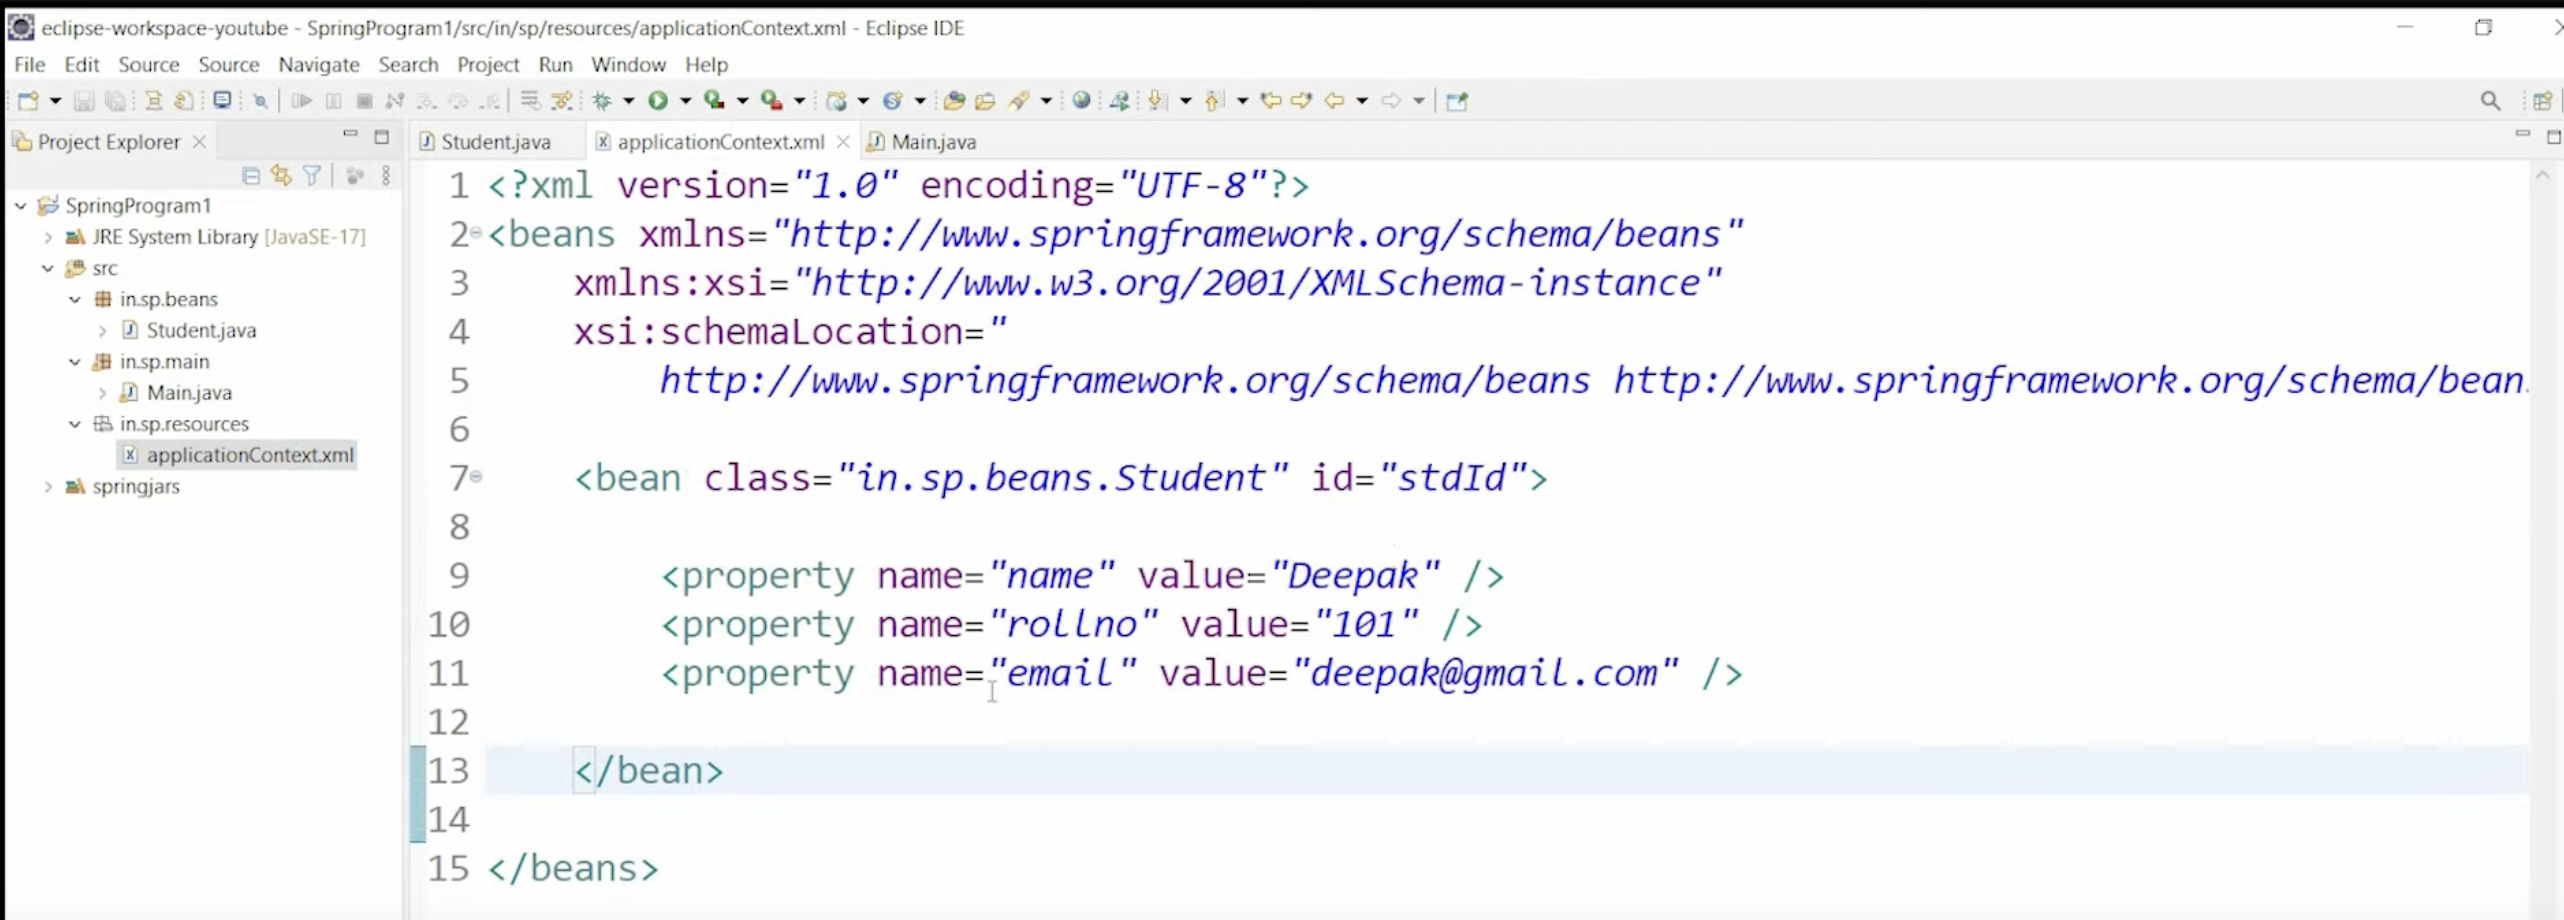 eclipse-workspace-youtube - SpringProgram1/src/in/sp/resources/applicationContext.xml - Eclipse IDE
File Edit Source Source Navigate Search Project Run Window Help
Project Explorer
SpringProgram1
JRE System Library [JavaSE-17]
src
in.sp.beans
Student.java
in.sp.main
Main.java
in.sp.resources
applicationContext.xml
springjars
Student.java applicationContext.xml Main.java
1 <?xml version="1.0" encoding="UTF-8"?>
2 <beans xmlns="http://www.springframework.org/schema/beans"
3 xmlns:xsi="http://www.w3.org/2001/XMLSchema-instance"
4 xsi:schemaLocation="
5 http://www.springframework.org/schema/beans http://www.springframework.org/schema/bean
6
7 <bean class="in.sp.beans.Student" id="stdId">
8
9 <property name="name" value="Deepak" />
10 <property name="rollno" value="101" />
11 <property name="email" value="deepak@gmail.com" />
12
13 </bean>
14
15 </beans>